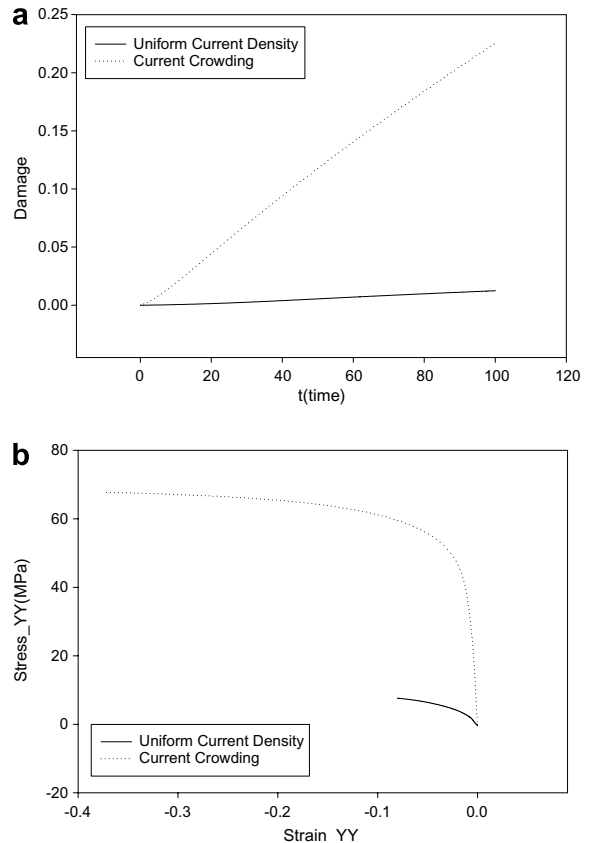 a
0.25
0.20
0.15
0.10
0.05
0.00
Damage
Uniform Current Density
Current Crowding
0 20 40 60 80 100 120
t(time)
b
80
60
40
20
0
-20
Stress_YY(MPa)
Uniform Current Density
Current Crowding
-0.4 -0.3 -0.2 -0.1 0.0
Strain_YY